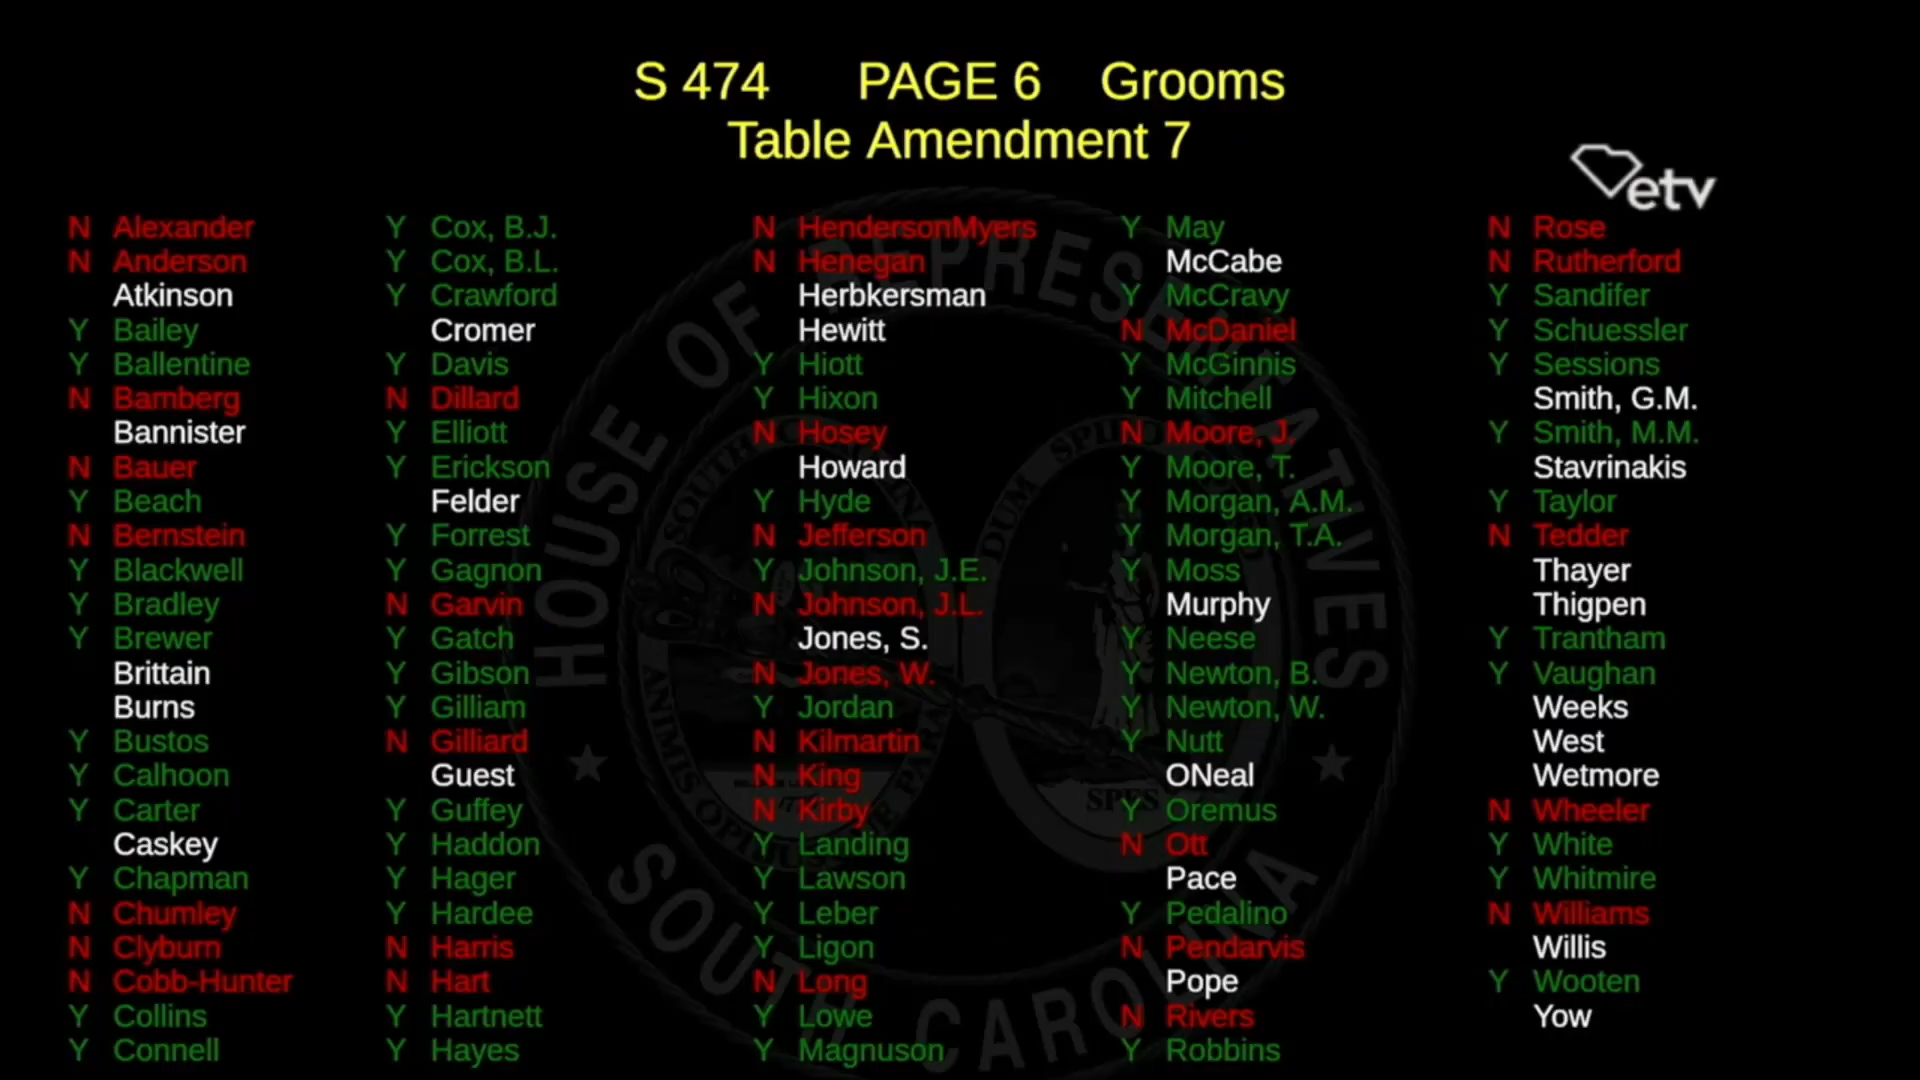 S 474 PAGE 6 Grooms
Table Amendment 7
etv
N Alexander
N Anderson
Atkinson
Y Bailey
Y Ballentine
N Bamberg
Bannister
N Bauer
Y Beach
N Bernstein
Y Blackwell
Y Bradley
Y Brewer
Brittain
Burns
Y Bustos
Y Calhoon
Y Carter
Caskey
Y Chapman
N Chumley
N Clyburn
N Cobb-Hunter
Y Collins
Y Connell
Y Cox, B.J.
Y Cox, B.L.
Y Crawford
Cromer
Y Davis
N Dillard
Y Elliott
Y Erickson
Felder
Y Forrest
Y Gagnon
N Garvin
Y Gatch
Y Gibson
Y Gilliam
N Gilliard
Guest
Y Guffey
Y Haddon
Y Hager
Y Hardee
N Harris
N Hart
Y Hartnett
Y Hayes
N HendersonMyers
N Henegan
Herbkersman
Hewitt
Y Hiott
Y Hixon
N Hosey
Howard
Y Hyde
N Jefferson
Y Johnson, J.E.
N Johnson, J.L.
Jones, S.
N Jones, W.
Y Jordan
N Kilmartin
N King
N Kirby
Y Landing
Y Lawson
Y Leber
Y Ligon
N Long
Y Lowe
Y Magnuson
Y May
McCabe
Y McCravy
N McDaniel
Y McGinnis
Y Mitchell
N Moore, J.
Y Moore, T.
Y Morgan, A.M.
Y Morgan, T.A.
Y Moss
Murphy
Y Neese
Y Newton, B.
Y Newton, W.
Y Nutt
ONeal
Y Oremus
N Ott
Pace
Y Pedalino
N Pendarvis
Pope
N Rivers
Y Robbins
N Rose
N Rutherford
Y Sandifer
Y Schuessler
Y Sessions
Smith, G.M.
Y Smith, M.M.
Stavrinakis
Y Taylor
N Tedder
Thayer
Thigpen
Y Trantham
Y Vaughan
Weeks
West
Wetmore
N Wheeler
Y White
Y Whitmire
N Williams
Willis
Y Wooten
Yow
HOUSE OF REPRESENTATIVES
SOUTH CAROLINA
SPES